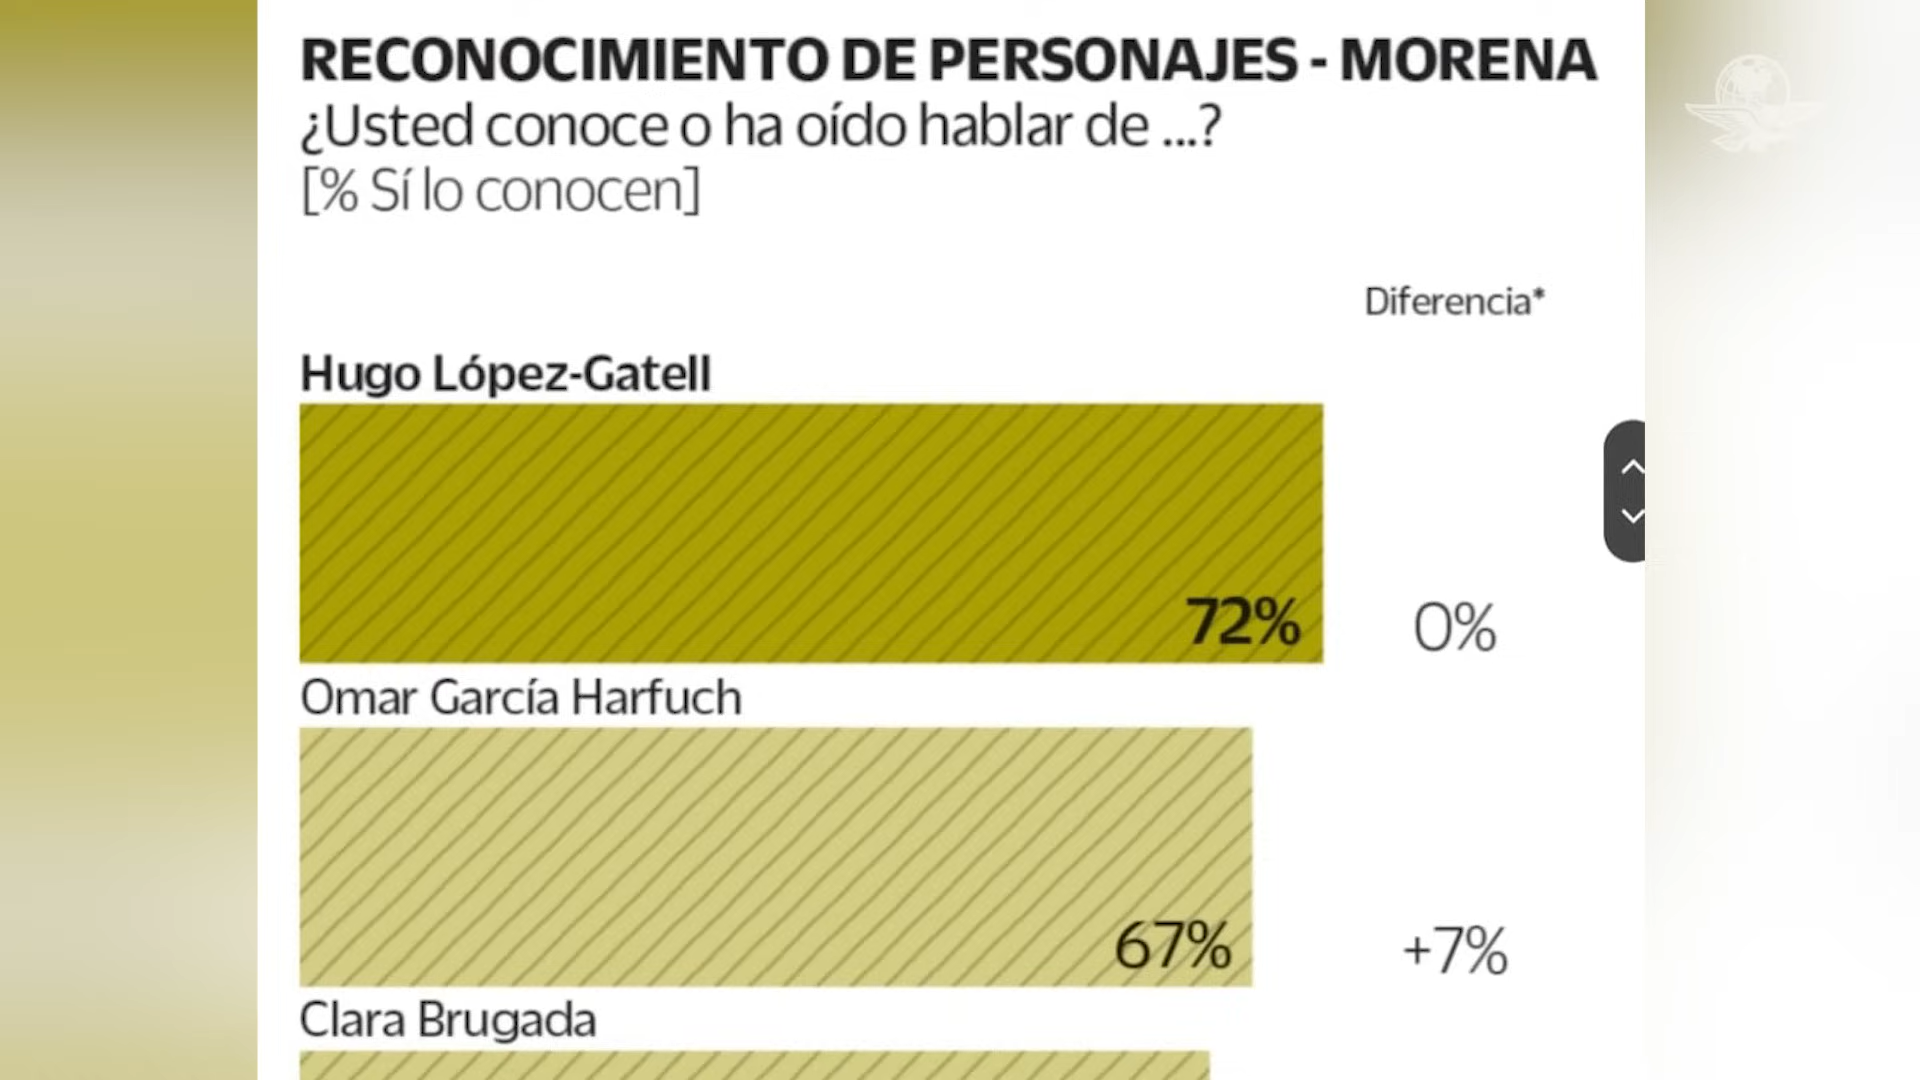 RECONOCIMIENTO DE PERSONAJES - MORENA
¿Usted conoce o ha oído hablar de ...?
[% Sí lo conocen]
Diferencia*
Hugo López-Gatell
72%
0%
Omar García Harfuch
67%
+7%
Clara Brugada